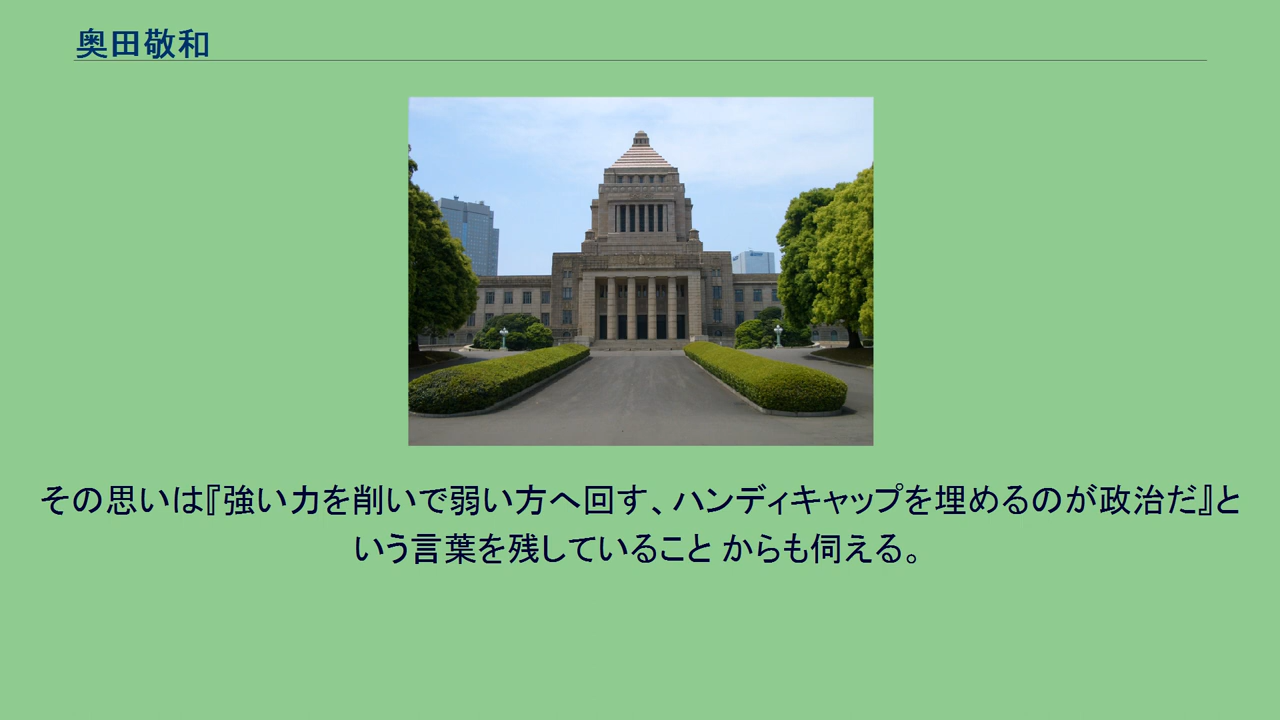 奥田敬和
その思いは『強い力を削いで弱い方へ回す、ハンディキャップを埋めるのが政治だ』と
いう言葉を残していること からも伺える。